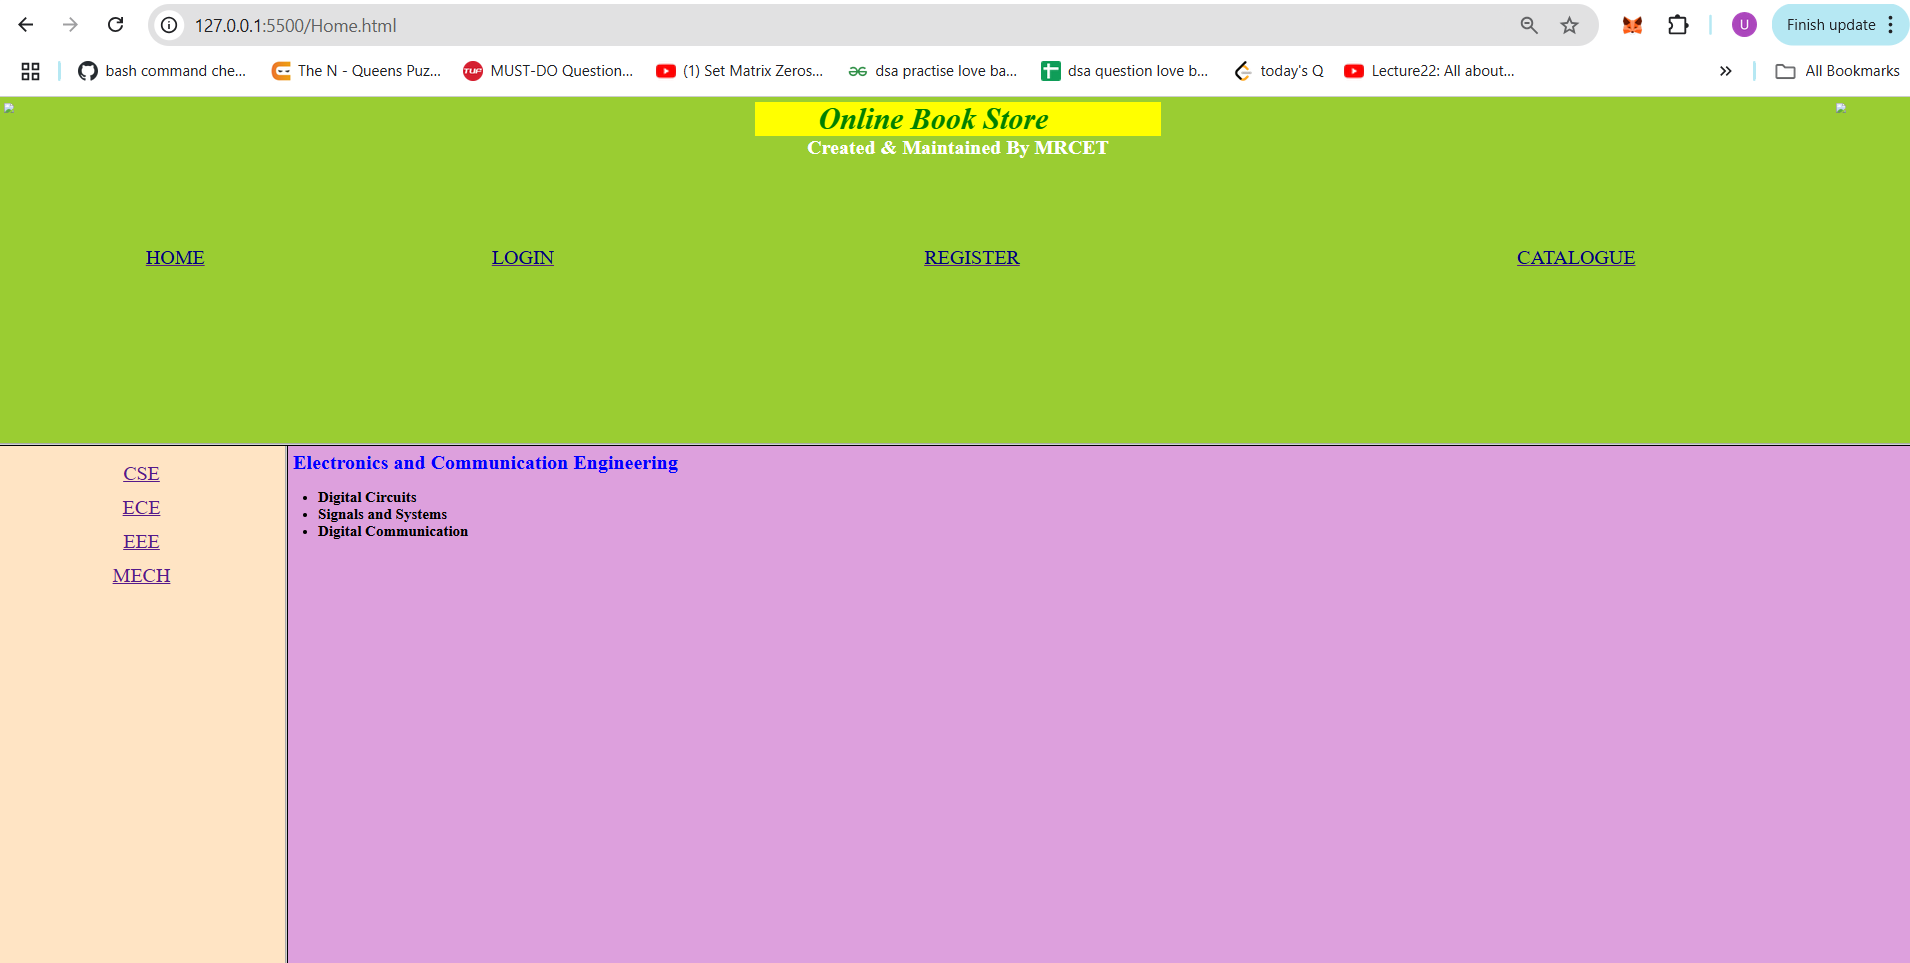 127.0.0.1:5500/Home.html
U
Finish update
bash command che...
The N - Queens Puz...
TUF
MUST-DO Question...
(1) Set Matrix Zeros...
dsa practise love ba...
dsa question love b...
today's Q
Lecture22: All about...
All Bookmarks
Online Book Store
Created & Maintained By MRCET
HOME LOGIN REGISTER CATALOGUE
CSE
ECE
EEE
MECH
Electronics and Communication Engineering
• Digital Circuits
• Signals and Systems
• Digital Communication